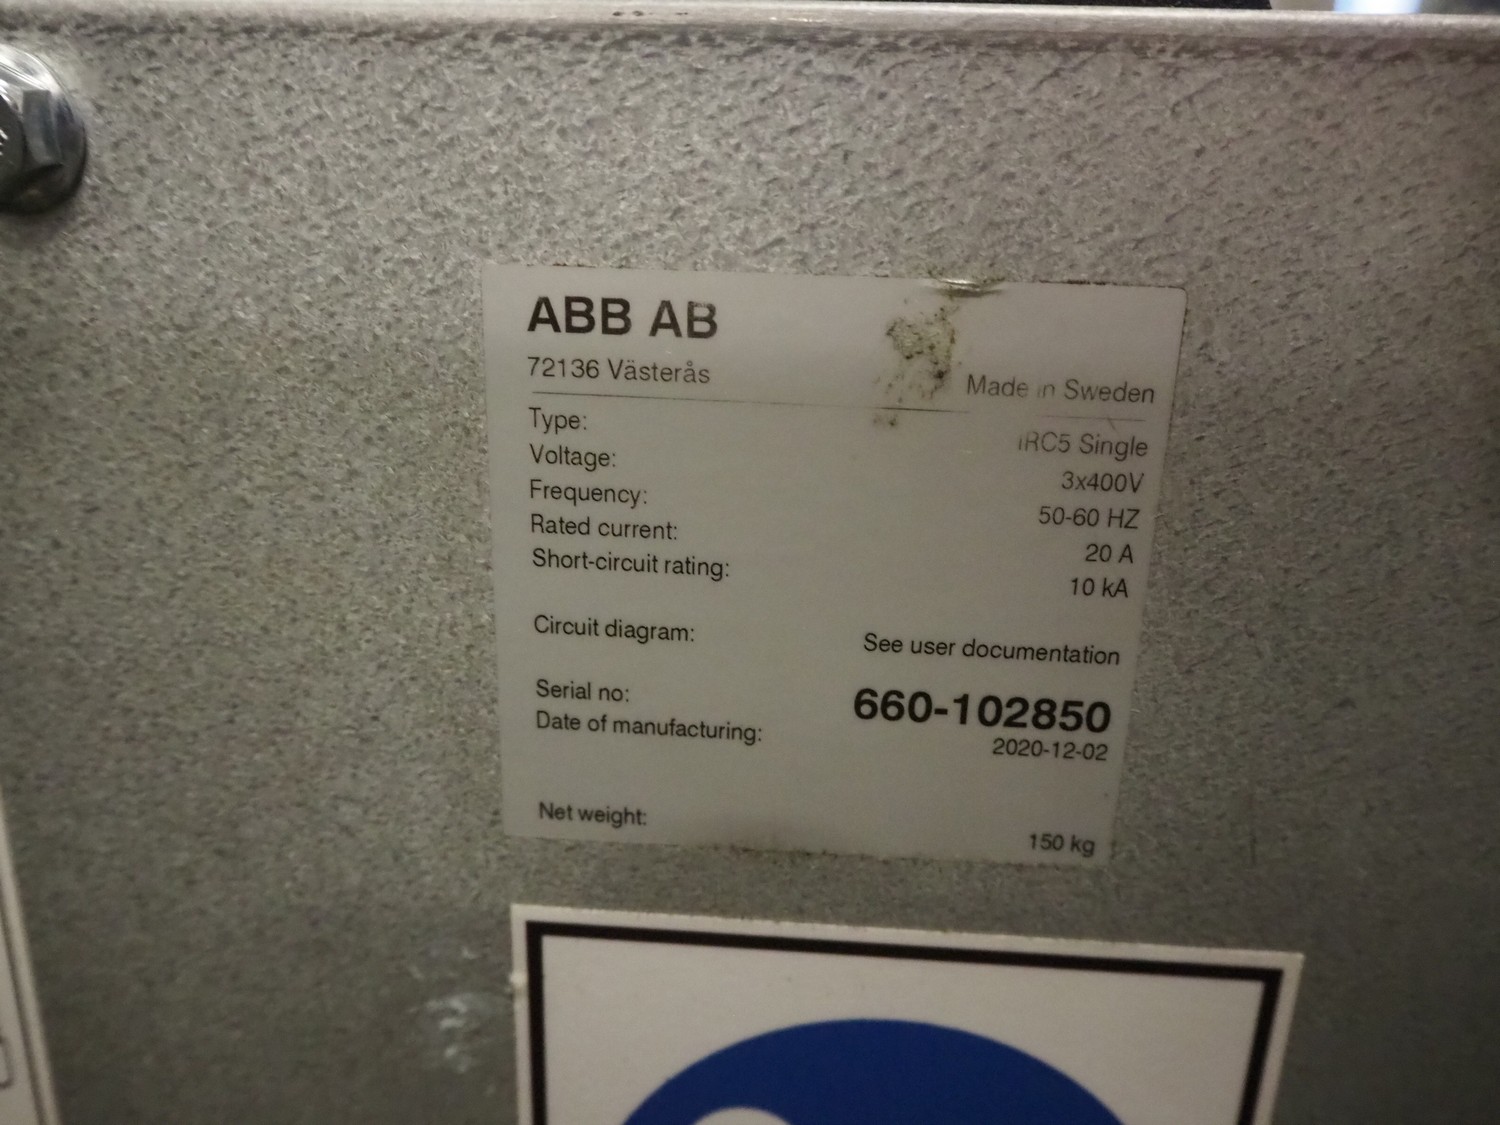 ABB AB
72136 Västerås
Made in Sweden
Type: IRC5 Single
Voltage: 3x400V
Frequency: 50-60 HZ
Rated current: 20 A
Short-circuit rating: 10 kA
Circuit diagram: See user documentation
Serial no: 660-102850
Date of manufacturing: 2020-12-02
Net weight: 150 kg